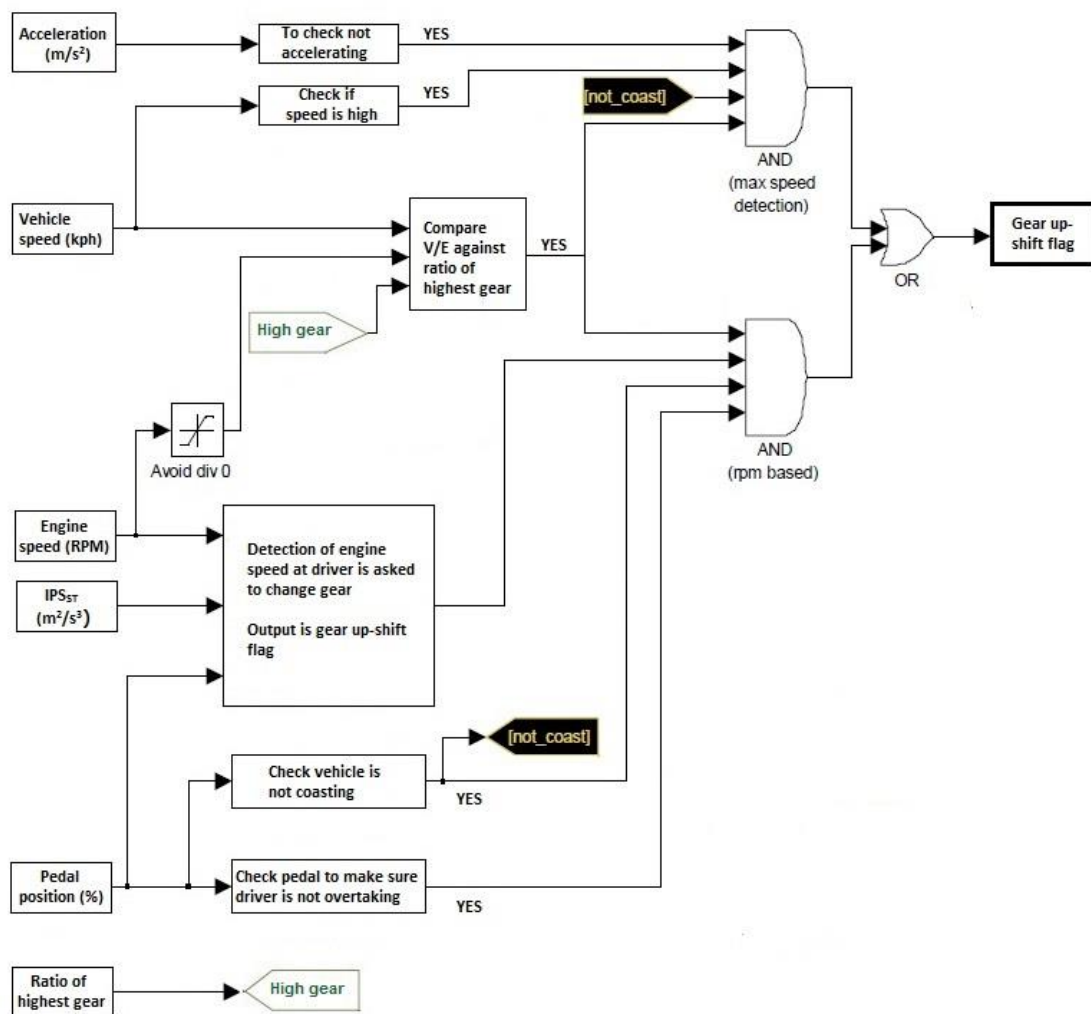 Acceleration
(m/s²)
To check not
accelerating
YES
Check if
speed is high
YES
[not_coast]
AND
(max speed
detection)
Vehicle
speed (kph)
Compare
V/E against
ratio of
highest gear
YES
Gear up-
shift flag
OR
High gear
Avoid div 0
AND
(rpm based)
Engine
speed (RPM)
Detection of engine
speed at driver is asked
to change gear
Output is gear up-shift
flag
IPSST
(m²/s³)
[not_coast]
Check vehicle is
not coasting
YES
Pedal
position (%)
Check pedal to make sure
driver is not overtaking
YES
Ratio of
highest gear
High gear